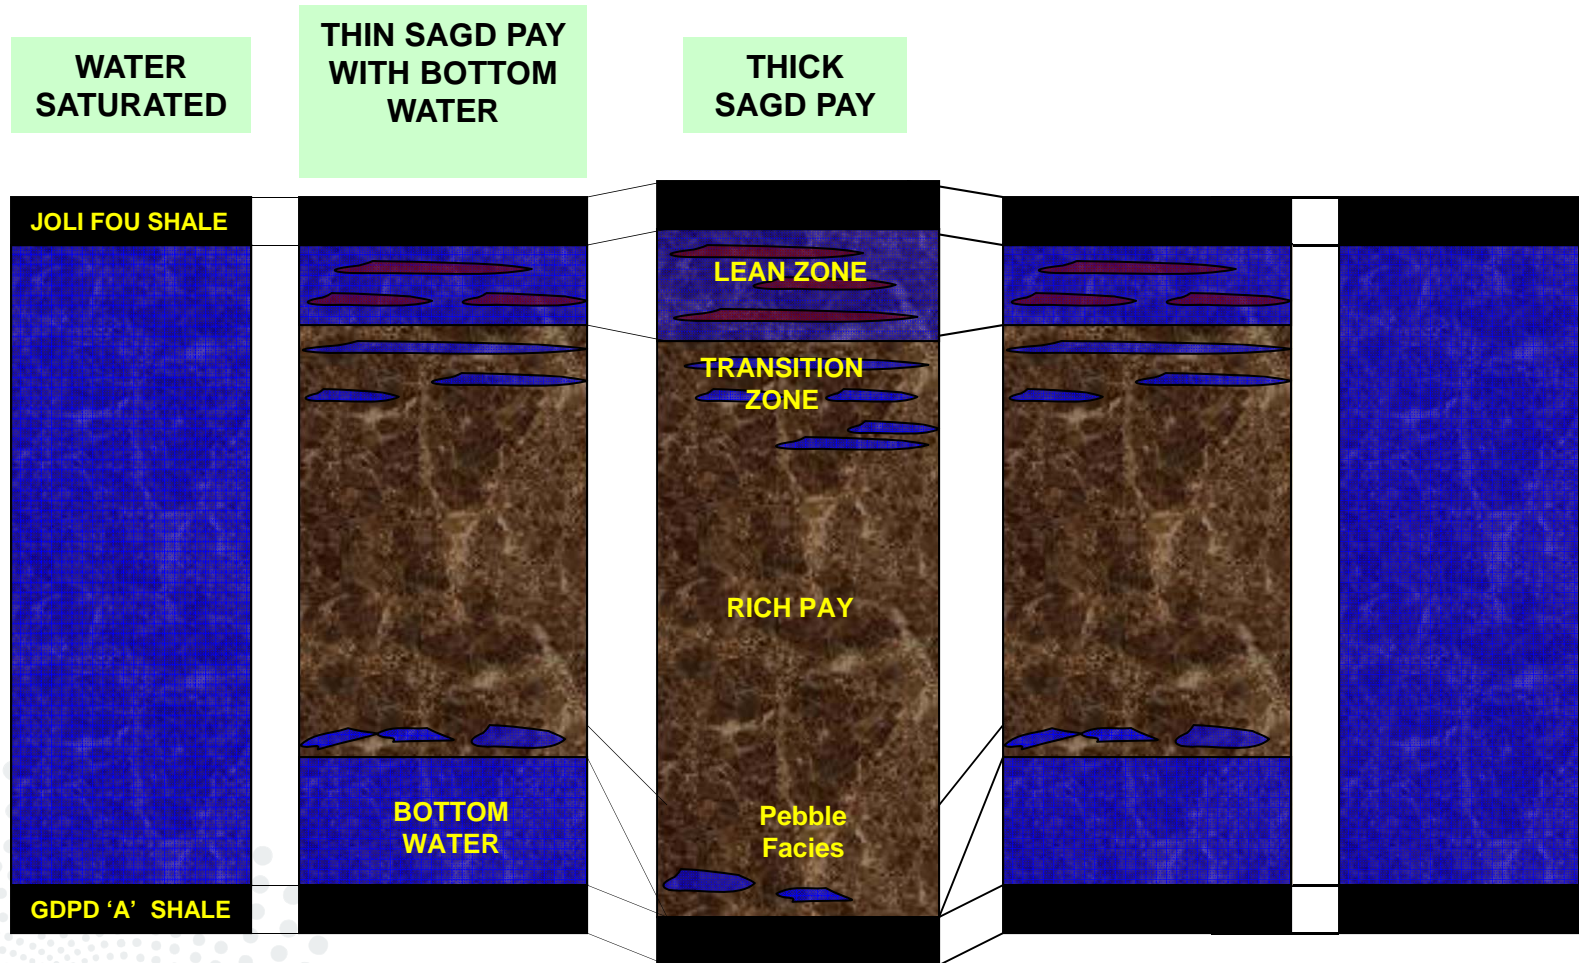 WATER
SATURATED
THIN SAGD PAY
WITH BOTTOM
WATER
THICK
SAGD PAY
JOLI FOU SHALE
LEAN ZONE
TRANSITION
ZONE
RICH PAY
BOTTOM
WATER
Pebble
Facies
GDPD ‘A’ SHALE